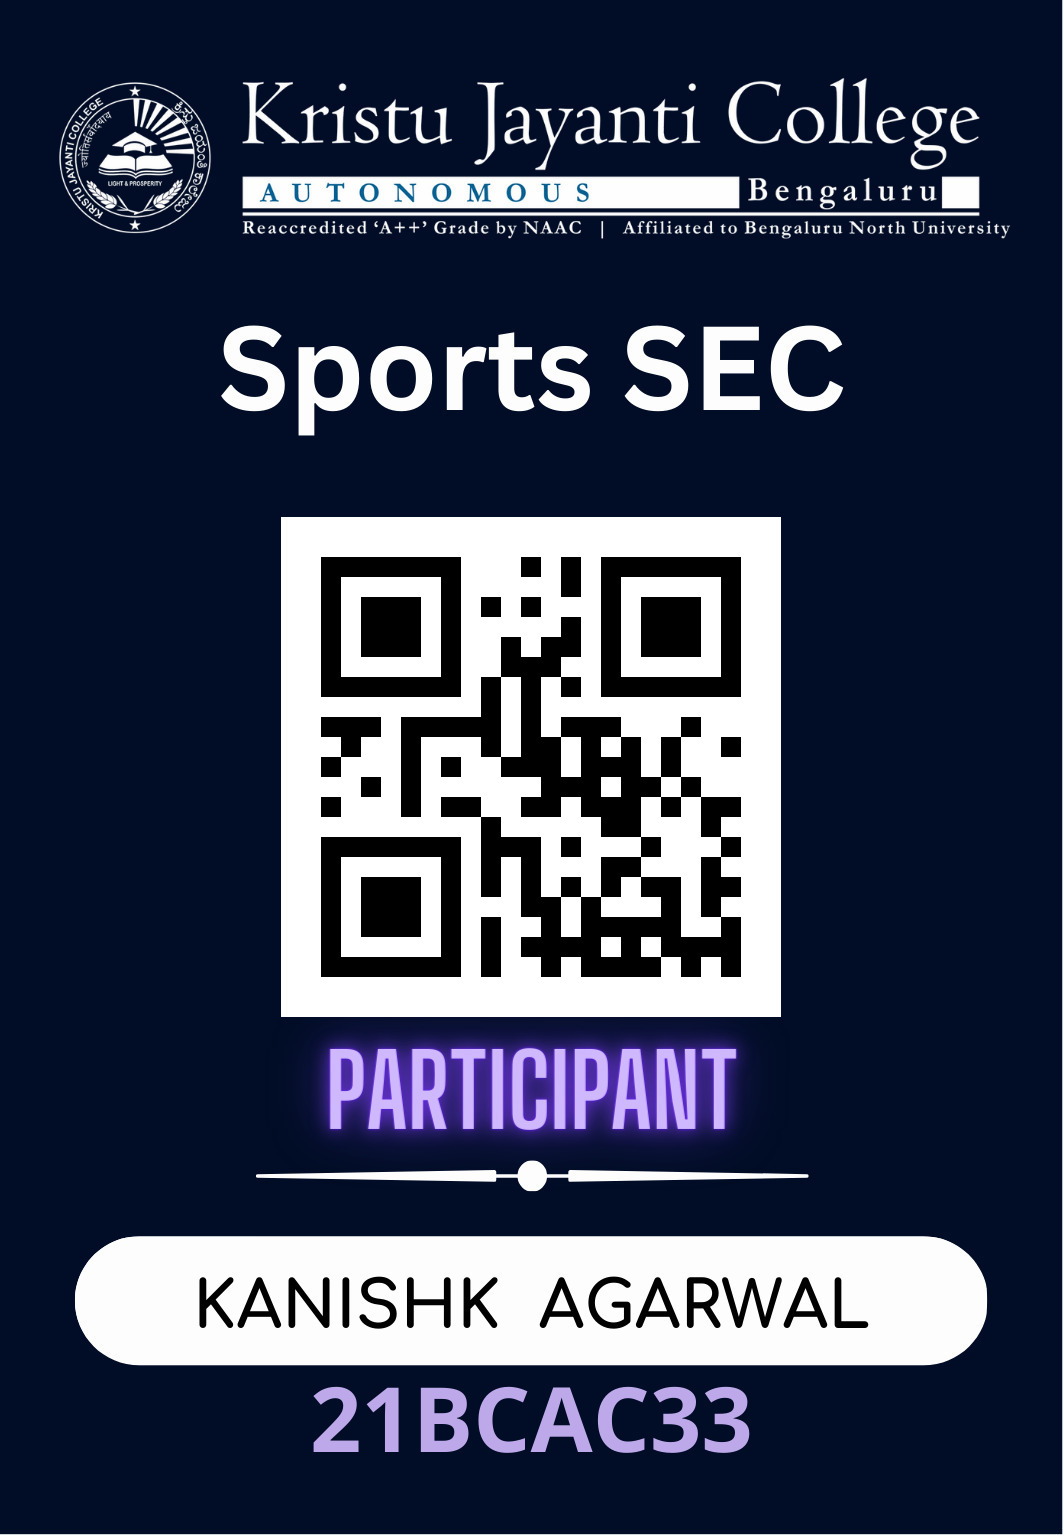 KRISTU JAYANTI COLLEGE
ಕ್ರಿಸ್ತು ಜಯಂತಿ ಕಾಲೇಜು
LIGHT & PROSPERITY
Kristu Jayanti College
AUTONOMOUS Bengaluru
Reaccredited ‘A++’ Grade by NAAC | Affiliated to Bengaluru North University
Sports SEC
PARTICIPANT
KANISHK AGARWAL
21BCAC33